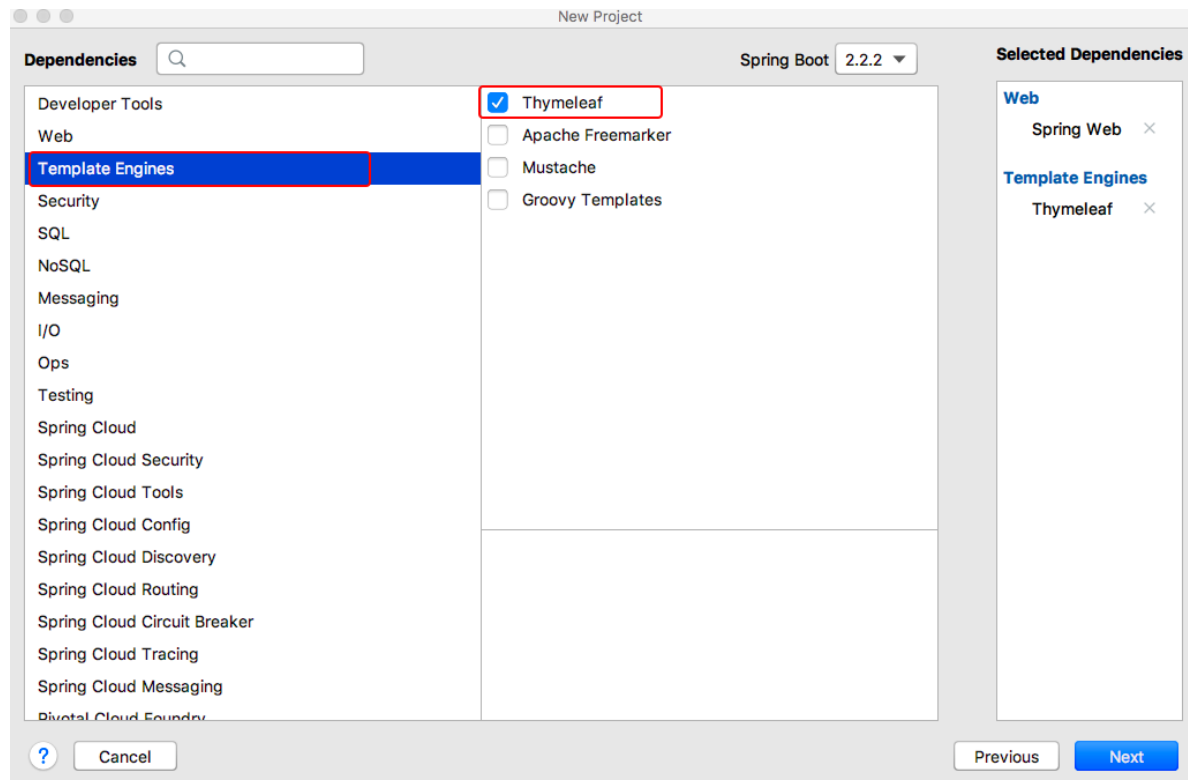 New Project
Dependencies
Spring Boot 2.2.2
Selected Dependencies
Developer Tools
Web
Template Engines
Security
SQL
NoSQL
Messaging
I/O
Ops
Testing
Spring Cloud
Spring Cloud Security
Spring Cloud Tools
Spring Cloud Config
Spring Cloud Discovery
Spring Cloud Routing
Spring Cloud Circuit Breaker
Spring Cloud Tracing
Spring Cloud Messaging
Pivotal Cloud Foundry
Thymeleaf
Apache Freemarker
Mustache
Groovy Templates
Web
Spring Web ×
Template Engines
Thymeleaf ×
? Cancel
Previous
Next